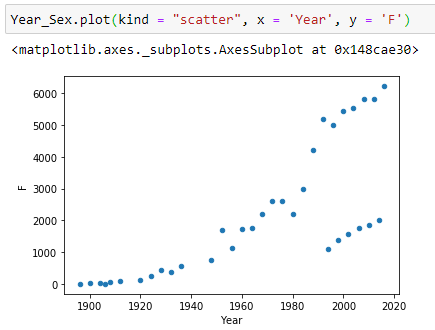 Year_Sex.plot(kind = "scatter", x = 'Year', y = 'F')
<matplotlib.axes._subplots.AxesSubplot at 0x148cae30>
6000
5000
4000
3000
2000
1000
0
F
1900 1920 1940 1960 1980 2000 2020
Year